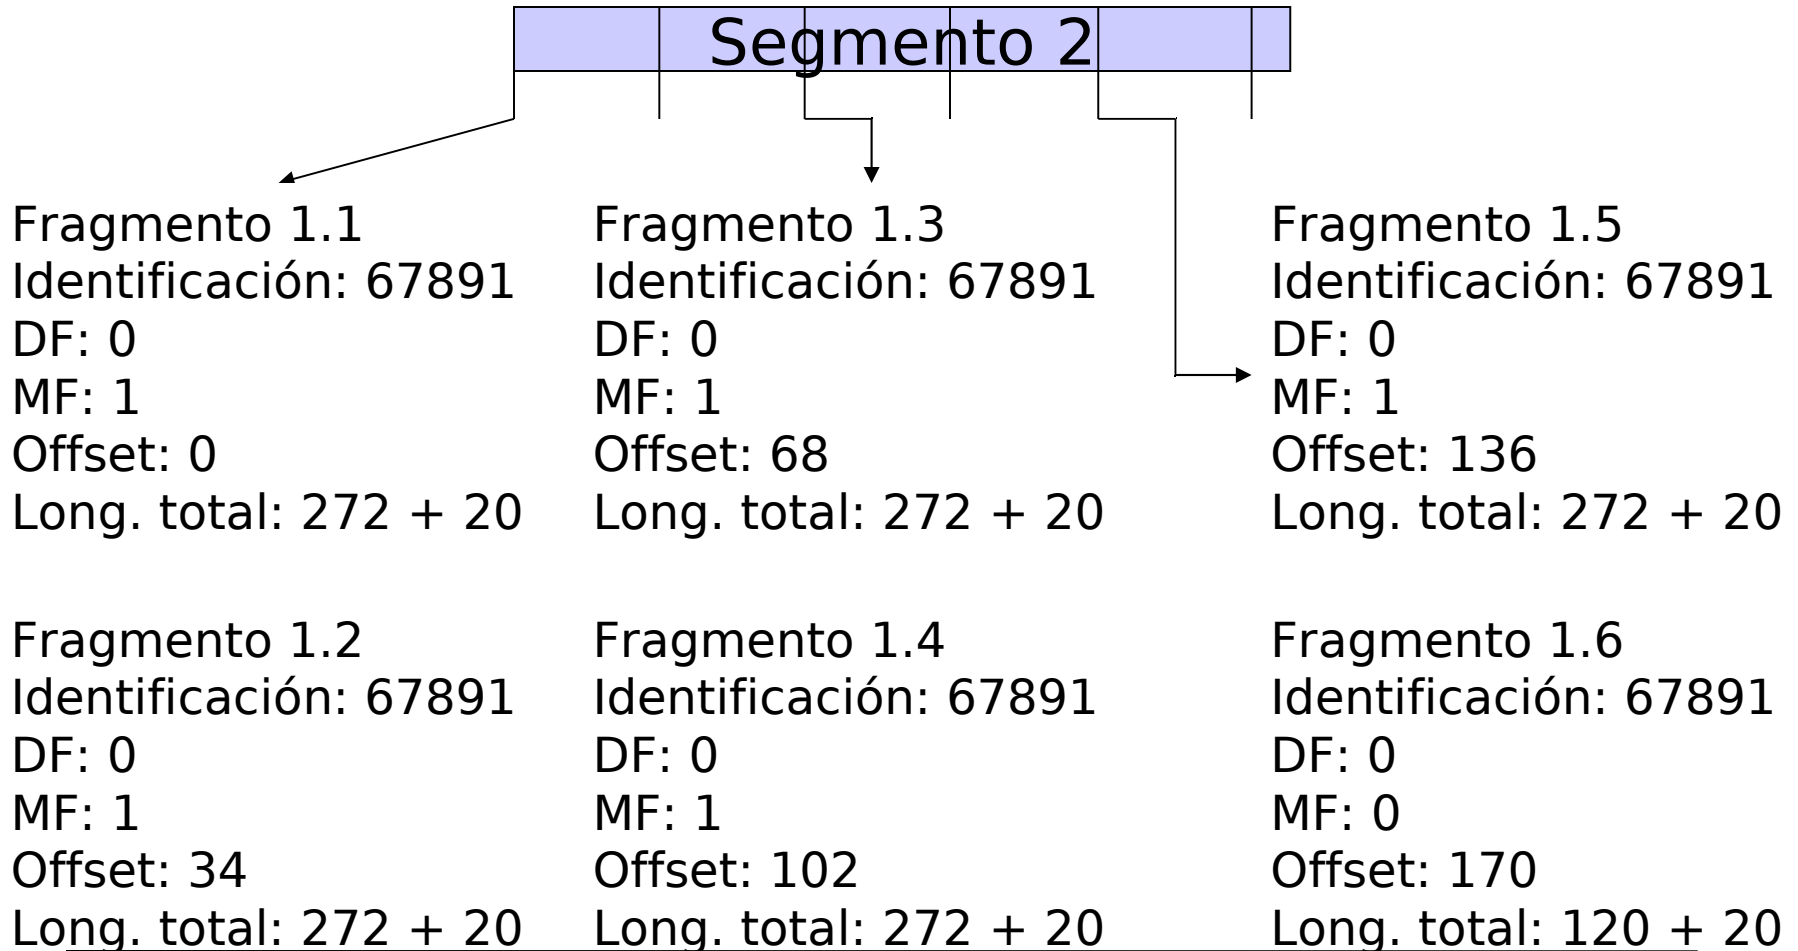 Segmento 2
Fragmento 1.1
Identificación: 67891
DF: 0
MF: 1
Offset: 0
Long. total: 272 + 20
Fragmento 1.2
Identificación: 67891
DF: 0
MF: 1
Offset: 34
Long. total: 272 + 20
Fragmento 1.3
Identificación: 67891
DF: 0
MF: 1
Offset: 68
Long. total: 272 + 20
Fragmento 1.4
Identificación: 67891
DF: 0
MF: 1
Offset: 102
Long. total: 272 + 20
Fragmento 1.5
Identificación: 67891
DF: 0
MF: 1
Offset: 136
Long. total: 272 + 20
Fragmento 1.6
Identificación: 67891
DF: 0
MF: 0
Offset: 170
Long. total: 120 + 20